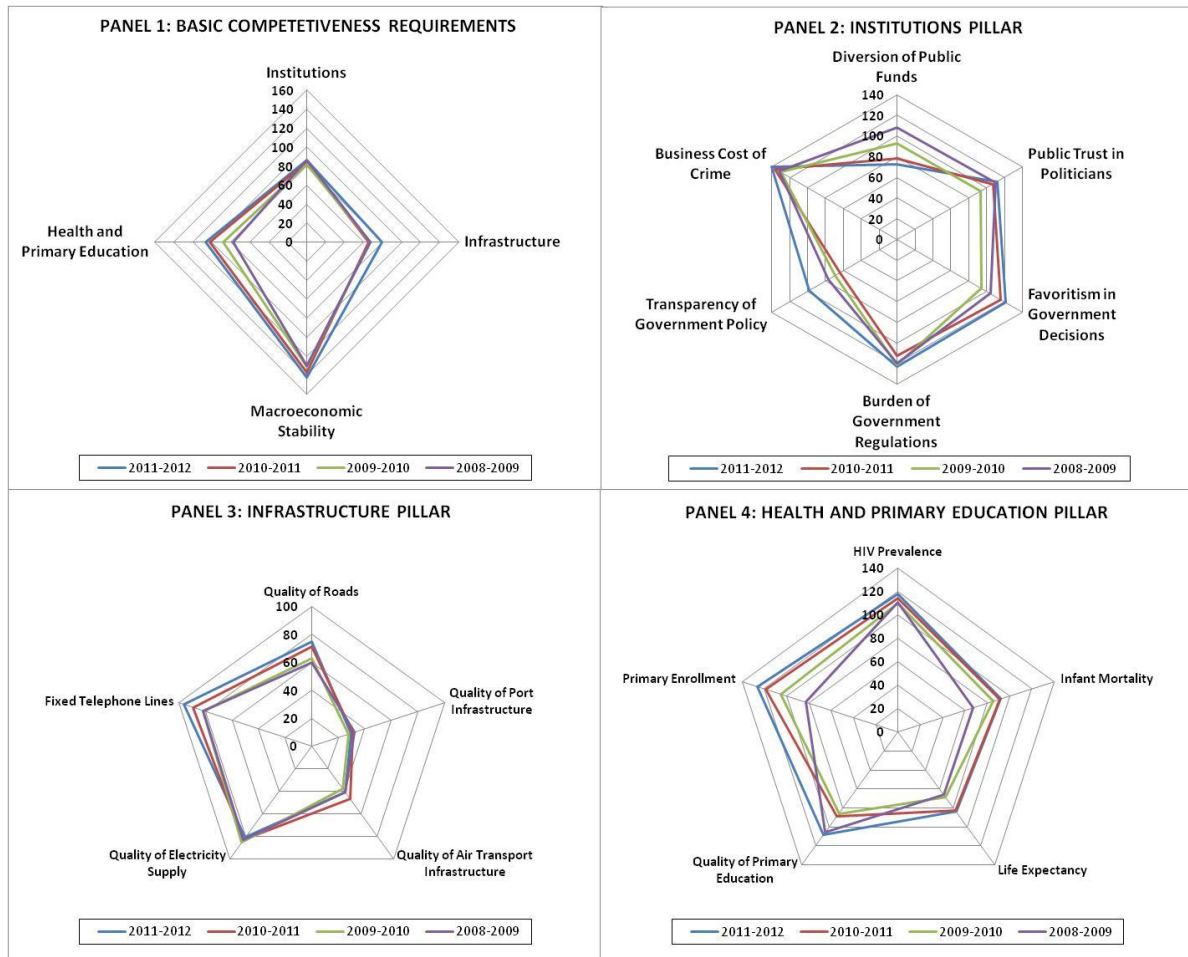 PANEL 1: BASIC COMPETETIVENESS REQUIREMENTS
Institutions
160
140
120
100
80
60
40
20
0
Health and
Primary Education
Infrastructure
Macroeconomic
Stability
2011-2012 2010-2011 2009-2010 2008-2009
PANEL 2: INSTITUTIONS PILLAR
Diversion of Public
Funds
140
120
100
80
60
40
20
0
Business Cost of
Crime
Public Trust in
Politicians
Transparency of
Government Policy
Favoritism in
Government
Decisions
Burden of
Government
Regulations
2011-2012 2010-2011 2009-2010 2008-2009
PANEL 3: INFRASTRUCTURE PILLAR
Quality of Roads
100
80
60
40
20
0
Fixed Telephone Lines
Quality of Port
Infrastructure
Quality of Electricity
Supply
Quality of Air Transport
Infrastructure
2011-2012 2010-2011 2009-2010 2008-2009
PANEL 4: HEALTH AND PRIMARY EDUCATION PILLAR
HIV Prevalence
140
120
100
80
60
40
20
0
Primary Enrollment
Infant Mortality
Quality of Primary
Education
Life Expectancy
2011-2012 2010-2011 2009-2010 2008-2009